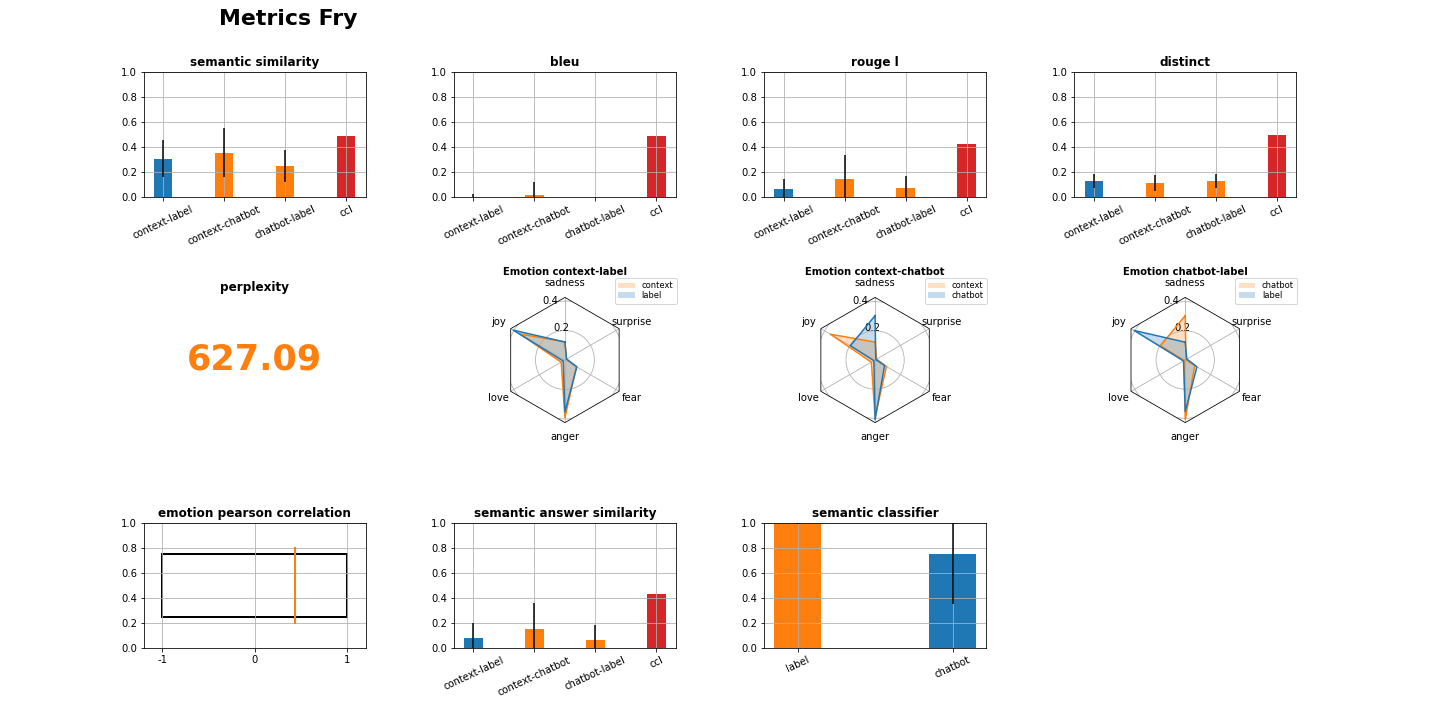 Metrics Fry
semantic similarity
1.0
0.8
0.6
0.4
0.2
0.0
context-label
context-chatbot
chatbot-label
ccl
bleu
1.0
0.8
0.6
0.4
0.2
0.0
context-label
context-chatbot
chatbot-label
ccl
rouge l
1.0
0.8
0.6
0.4
0.2
0.0
context-label
context-chatbot
chatbot-label
ccl
distinct
1.0
0.8
0.6
0.4
0.2
0.0
context-label
context-chatbot
chatbot-label
ccl
perplexity
627.09
Emotion context-label
sadness
context
label
0.4
joy
0.2
surprise
love
fear
anger
Emotion context-chatbot
sadness
context
chatbot
0.4
joy
0.2
surprise
love
fear
anger
Emotion chatbot-label
sadness
chatbot
label
0.4
joy
0.2
surprise
love
fear
anger
emotion pearson correlation
1.0
0.8
0.6
0.4
0.2
0.0
-1
0
1
semantic answer similarity
1.0
0.8
0.6
0.4
0.2
0.0
context-label
context-chatbot
chatbot-label
ccl
semantic classifier
1.0
0.8
0.6
0.4
0.2
0.0
label
chatbot